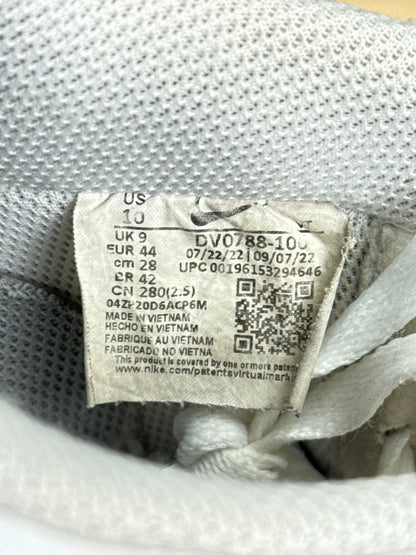 US
10
UK 9
EUR 44
cm 28
BR 42
CN 280(2.5)
DV0788-100
07/22/22 | 09/07/22
UPC 00196153294646
MADE IN VIETNAM
HECHO EN VIETNAM
FABRIQUE AU VIETNAM
FABRICADO NO VIETNA
This product is covered by one or more paten
www.nike.com/patentsvirtualmark